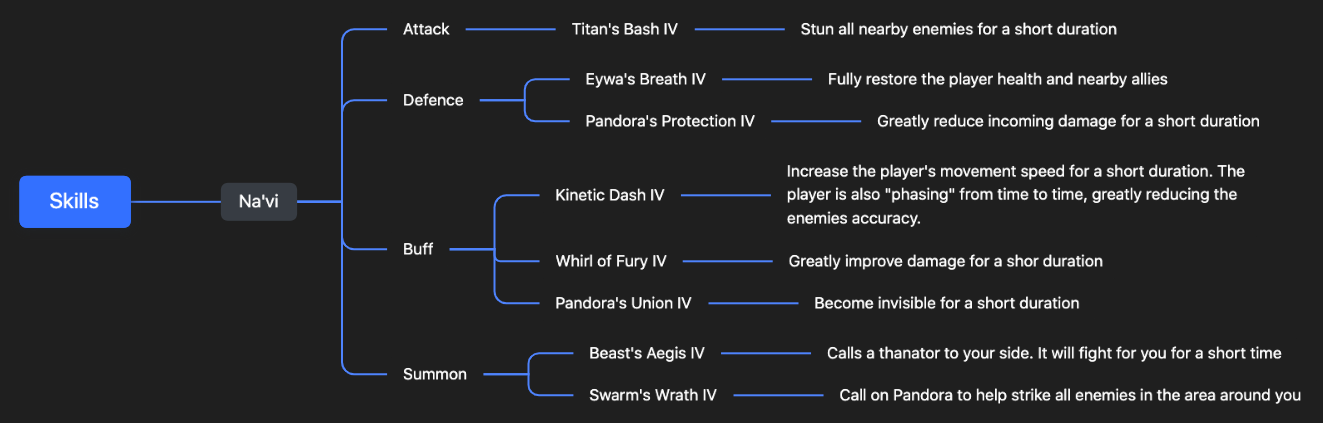 Skills
Na'vi
Attack
Titan's Bash IV
Stun all nearby enemies for a short duration
Defence
Eywa's Breath IV
Fully restore the player health and nearby allies
Pandora's Protection IV
Greatly reduce incoming damage for a short duration
Buff
Kinetic Dash IV
Increase the player's movement speed for a short duration. The
player is also "phasing" from time to time, greatly reducing the
enemies accuracy.
Whirl of Fury IV
Greatly improve damage for a shor duration
Pandora's Union IV
Become invisible for a short duration
Summon
Beast's Aegis IV
Calls a thanator to your side. It will fight for you for a short time
Swarm's Wrath IV
Call on Pandora to help strike all enemies in the area around you